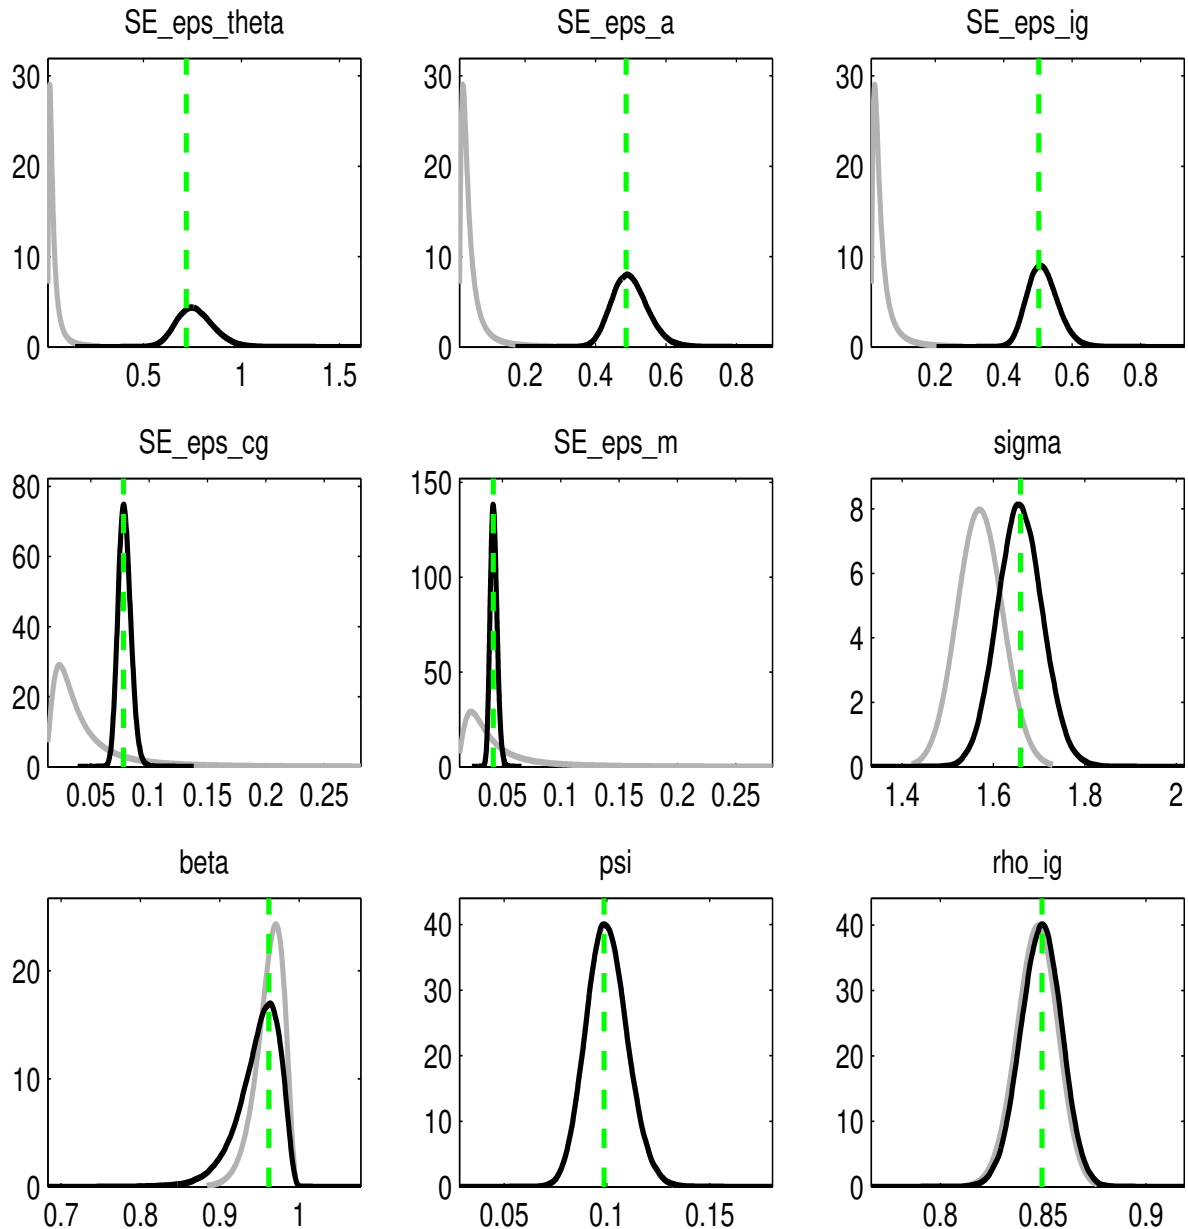 SE_eps_theta SE_eps_a SE_eps_ig
30 30 30
20 20 20
10 10 10
0 0 0
0.5 1 1.5 0.2 0.4 0.6 0.8 0.2 0.4 0.6 0.8
SE_eps_cg SE_eps_m sigma
80 150 8
60 100 6
40 50 4
20 2
0 0 0
0.05 0.1 0.15 0.2 0.25 0.05 0.1 0.15 0.2 0.25 1.4 1.6 1.8 2
beta psi rho_ig
40 40
20 30 30
10 20 20
10 10
0 0 0
0.7 0.8 0.9 1 0.05 0.1 0.15 0.8 0.85 0.9